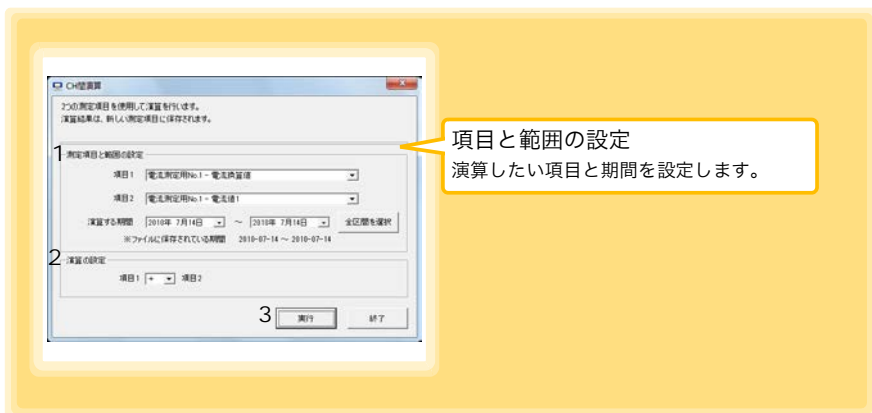 CH間演算
2つの測定項目を使用して演算を行います。
演算結果は、新しい測定項目に保存されます。
項目と範囲の設定
演算したい項目と期間を設定します。
1 測定項目と範囲の設定
項目1 電流測定用No.1 - 電流換算値
項目2 電流測定用No.1 - 電流値1
演算する期間 2010年 7月14日 ～ 2010年 7月14日 全区間を選択
※ファイルに保存されている期間 2010-07-14 ～ 2010-07-14
2 演算の設定
項目1 + 項目2
3 実行 終了